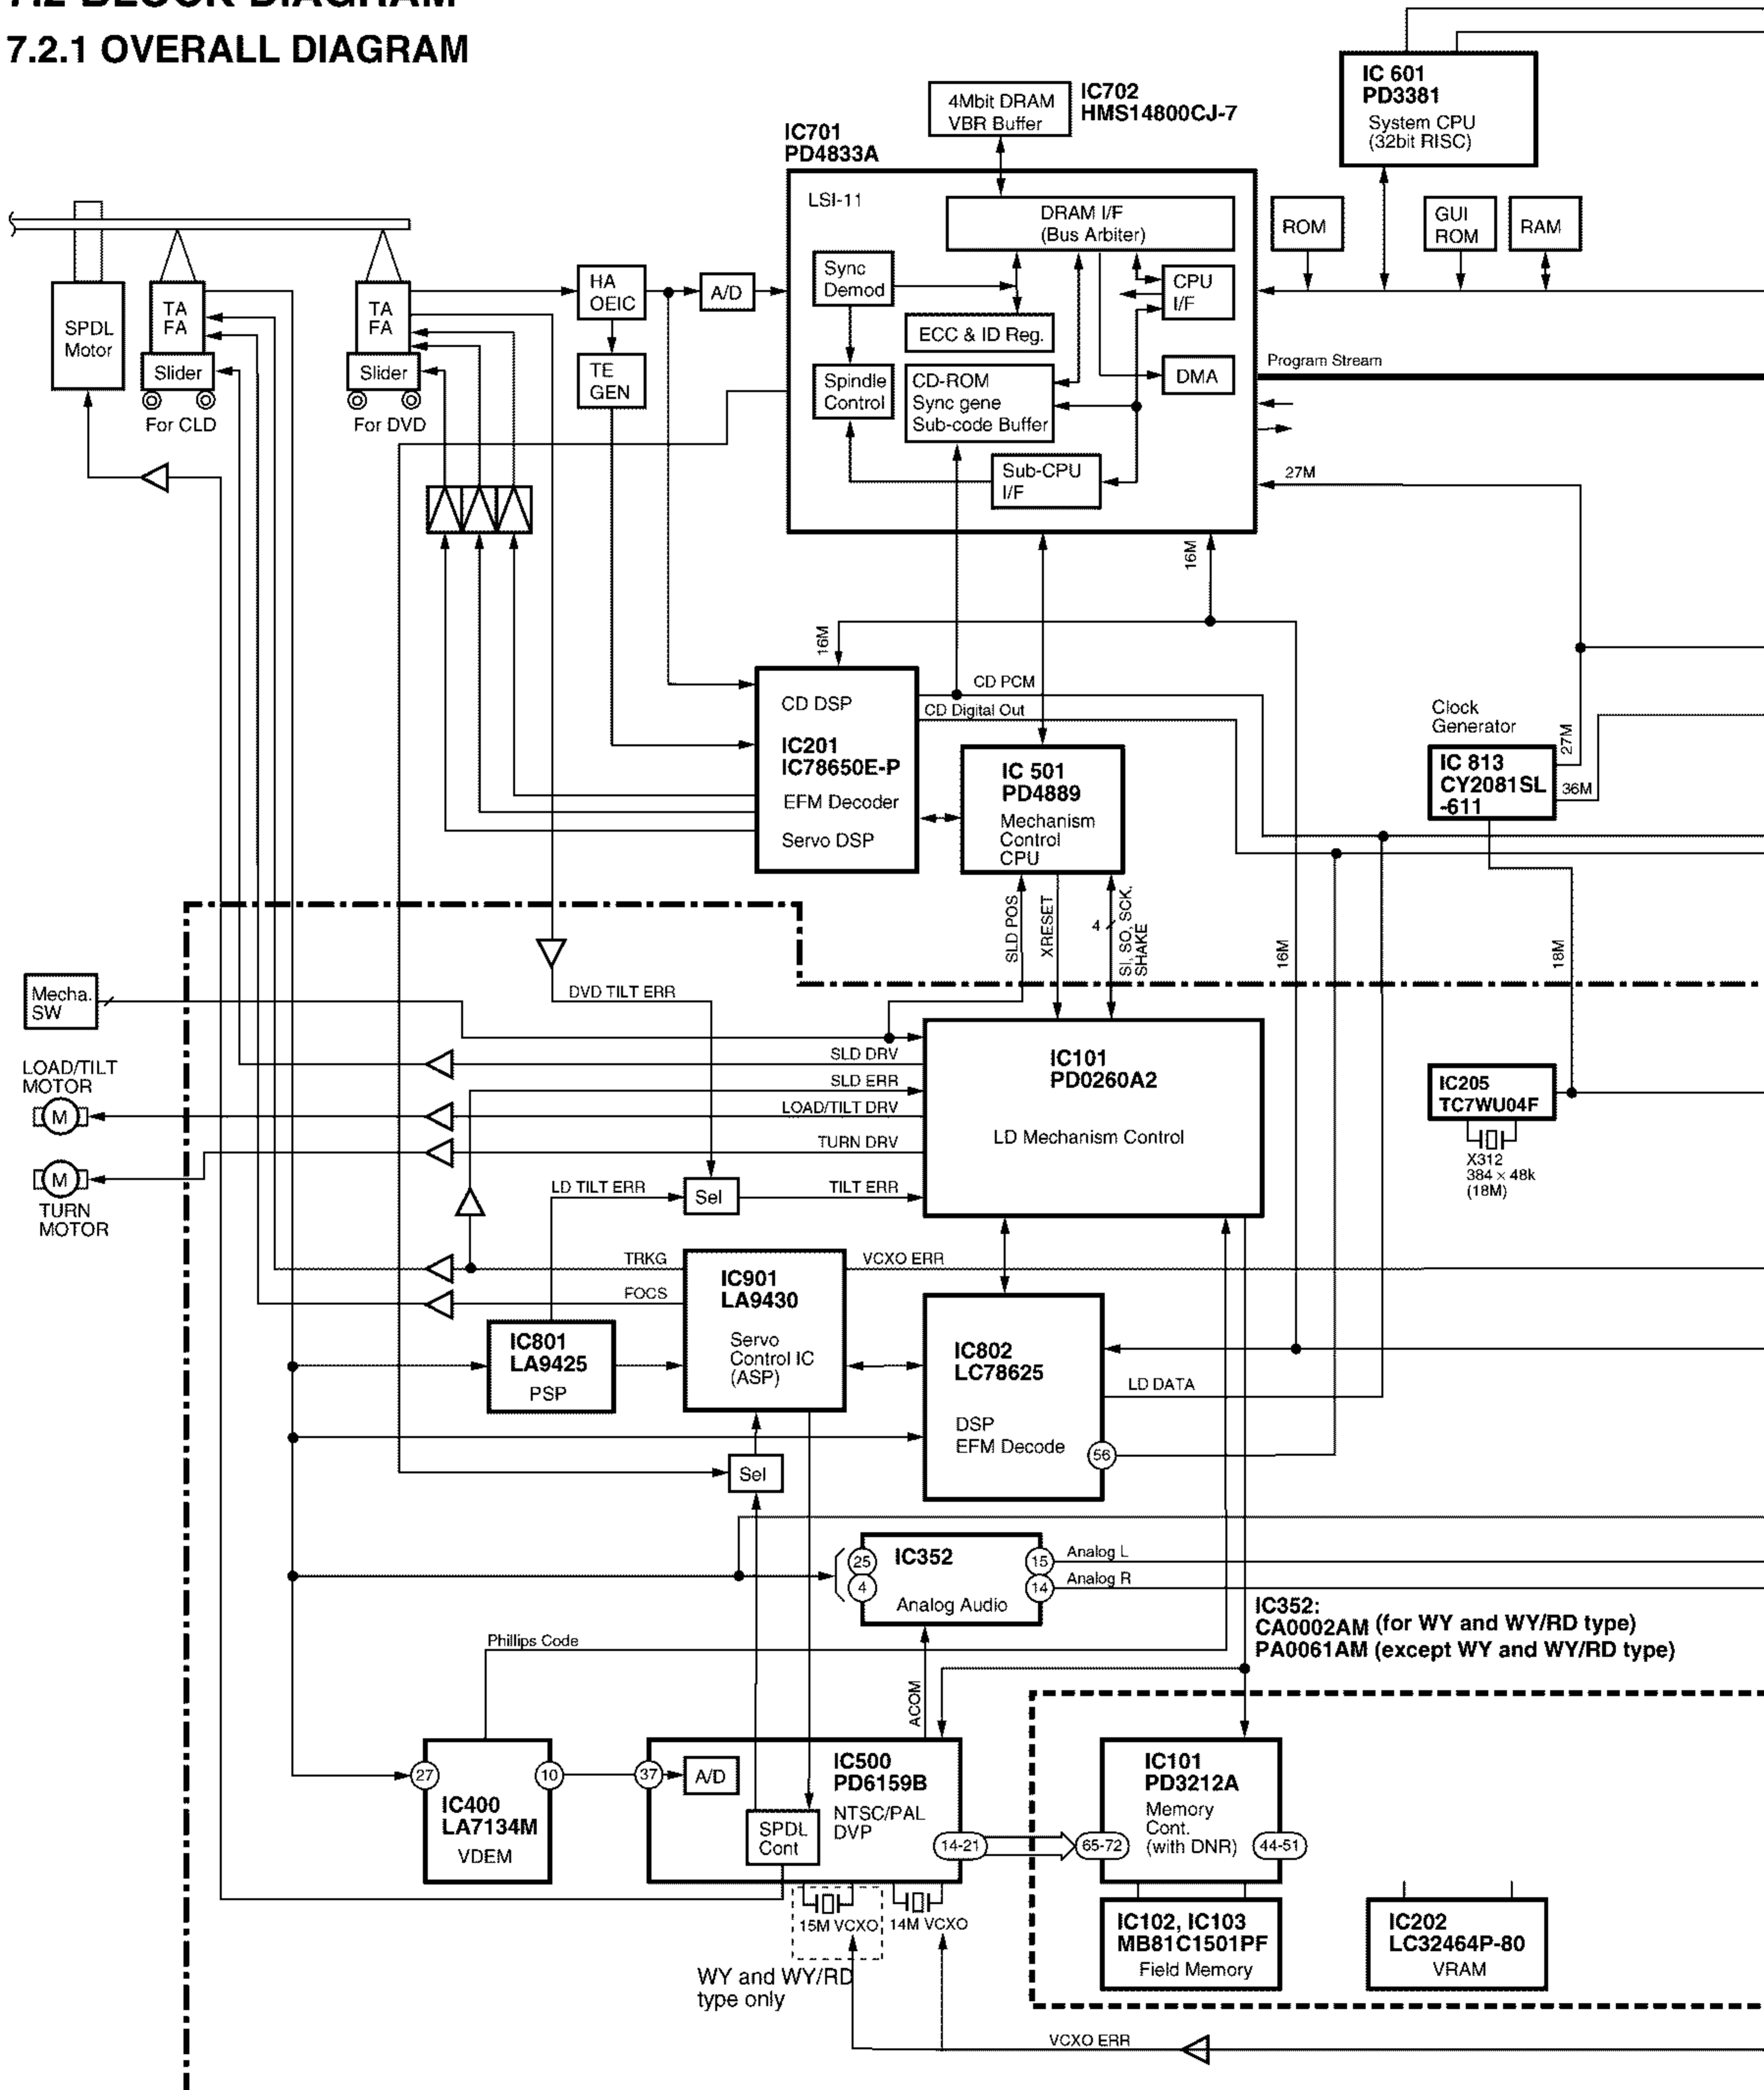 7.2 BLOCK DIAGRAM
7.2.1 OVERALL DIAGRAM
IC 601
PD3381
System CPU
(32bit RISC)
4Mbit DRAM
VBR Buffer
IC702
HMS14800CJ-7
IC701
PD4833A
LSI-11
DRAM I/F
(Bus Arbiter)
ROM
GUI
ROM
RAM
Sync
Demod
CPU
I/F
HA
OEIC
A/D
SPDL
Motor
TA
FA
TA
FA
ECC & ID Reg.
TE
GEN
Slider
Slider
Spindle
Control
CD-ROM
Sync gene
Sub-code Buffer
DMA
Program Stream
For CLD
For DVD
Sub-CPU
I/F
27M
16M
16M
CD DSP
IC201
IC78650E-P
EFM Decoder
Servo DSP
CD PCM
CD Digital Out
IC 501
PD4889
Mechanism
Control
CPU
Clock
Generator
IC 813
CY2081SL
-611
27M
36M
SLD POS
XRESET
4
SI, SO, SCK,
SHAKE
16M
18M
Mecha.
SW
DVD TILT ERR
LOAD/TILT
MOTOR
M
M
TURN
MOTOR
SLD DRV
SLD ERR
LOAD/TILT DRV
TURN DRV
LD TILT ERR
Sel
TILT ERR
IC101
PD0260A2
LD Mechanism Control
IC205
TC7WU04F
X312
384 × 48k
(18M)
TRKG
FOCS
IC901
LA9430
Servo
Control IC
(ASP)
VCXO ERR
IC801
LA9425
PSP
IC802
LC78625
DSP
EFM Decode
56
LD DATA
Sel
25
4
IC352
Analog Audio
15
14
Analog L
Analog R
IC352:
CA0002AM (for WY and WY/RD type)
PA0061AM (except WY and WY/RD type)
Phillips Code
ACOM
27
10
IC400
LA7134M
VDEM
37
A/D
IC500
PD6159B
NTSC/PAL
DVP
SPDL
Cont
14-21
65-72
IC101
PD3212A
Memory
Cont.
(with DNR)
44-51
15M VCXO
14M VCXO
WY and WY/RD
type only
IC102, IC103
MB81C1501PF
Field Memory
IC202
LC32464P-80
VRAM
VCXO ERR